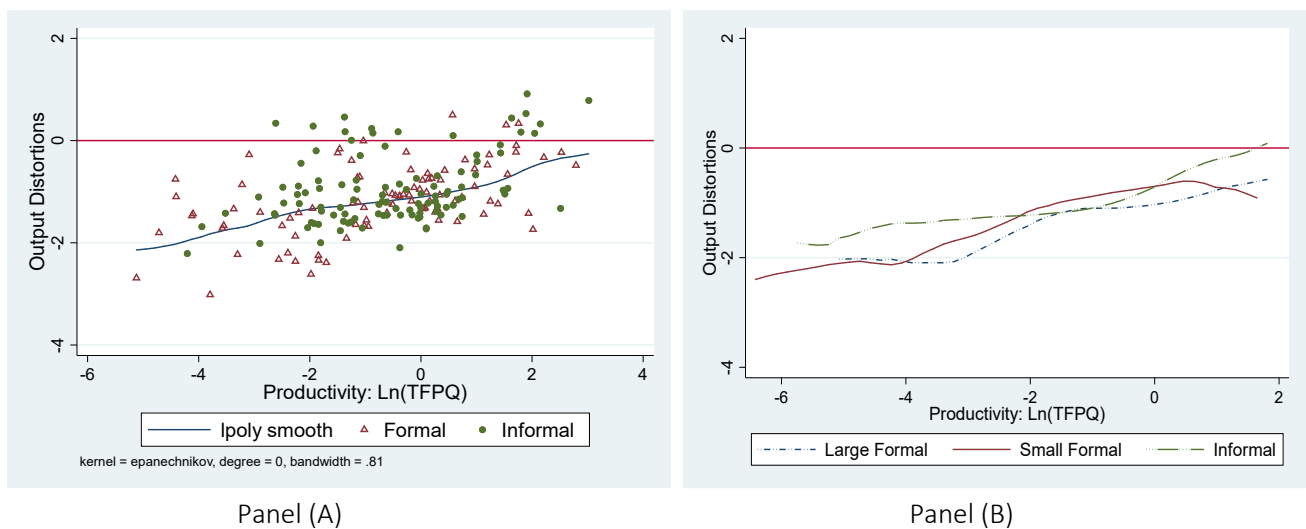 2
0
-2
-4
Output Distortions
-6
-4
-2
0
2
4
Productivity: Ln(TFPQ)
lpoly smooth
Formal
Informal
kernel = epanechnikov, degree = 0, bandwidth = .81
Panel (A)
2
0
-2
-4
Output Distortions
-6
-4
-2
0
2
Productivity: Ln(TFPQ)
Large Formal
Small Formal
Informal
Panel (B)